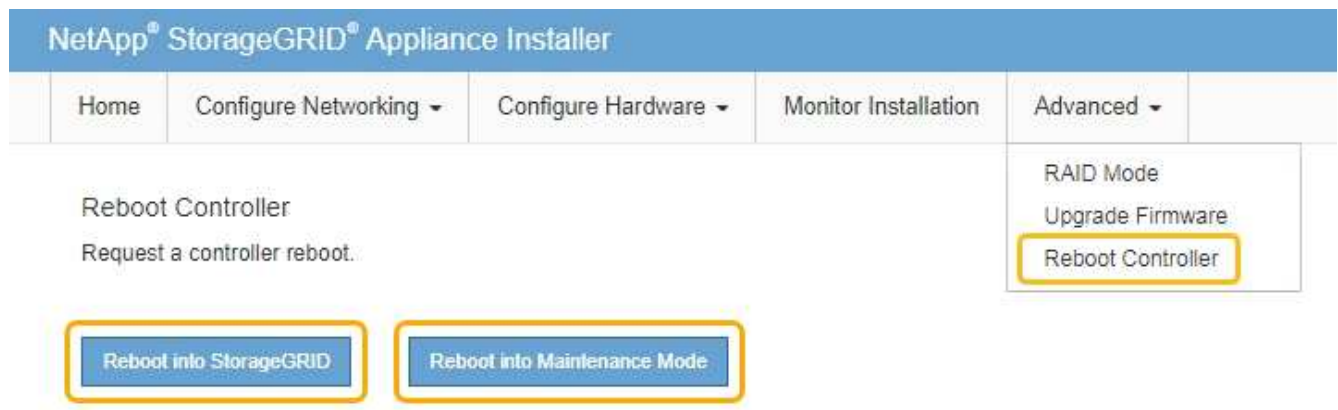 NetApp® StorageGRID® Appliance Installer
Home Configure Networking Configure Hardware Monitor Installation Advanced
RAID Mode
Upgrade Firmware
Reboot Controller
Reboot Controller
Request a controller reboot.
Reboot into StorageGRID Reboot into Maintenance Mode